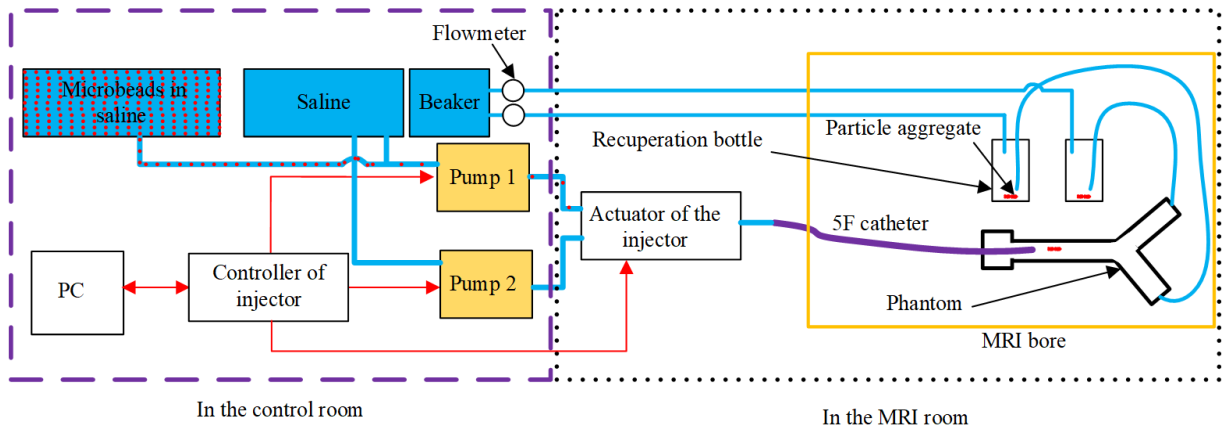 Flowmeter
Microbeads in
saline
Saline
Beaker
Particle aggregate
Recuperation bottle
Pump 1
Actuator of the
injector
5F catheter
PC
Controller of
injector
Pump 2
Phantom
MRI bore
In the control room
In the MRI room